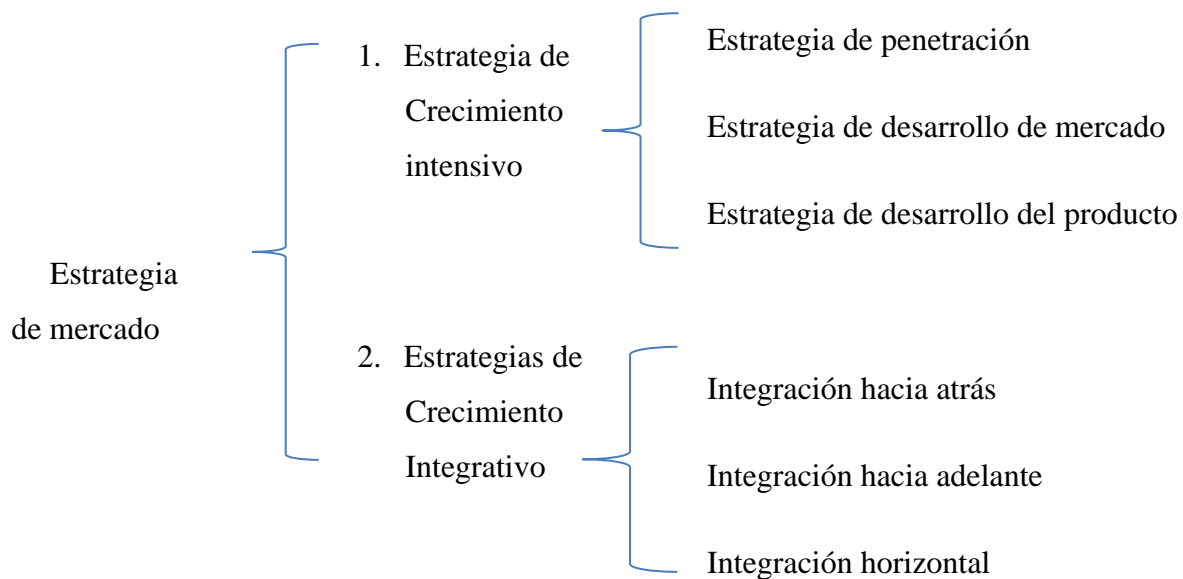 Estrategia
de mercado
1. Estrategia de
Crecimiento
intensivo
Estrategia de penetración
Estrategia de desarrollo de mercado
Estrategia de desarrollo del producto
2. Estrategias de
Crecimiento
Integrativo
Integración hacia atrás
Integración hacia adelante
Integración horizontal